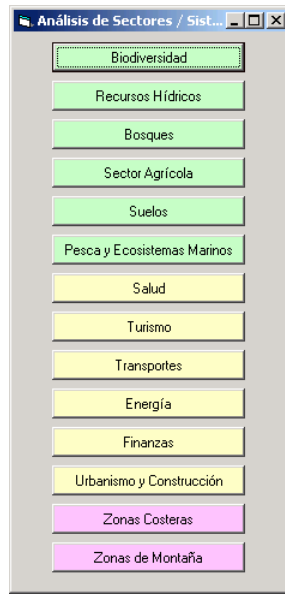 Análisis de Sectores / Sist...
Biodiversidad
Recursos Hídricos
Bosques
Sector Agrícola
Suelos
Pesca y Ecosistemas Marinos
Salud
Turismo
Transportes
Energía
Finanzas
Urbanismo y Construcción
Zonas Costeras
Zonas de Montaña